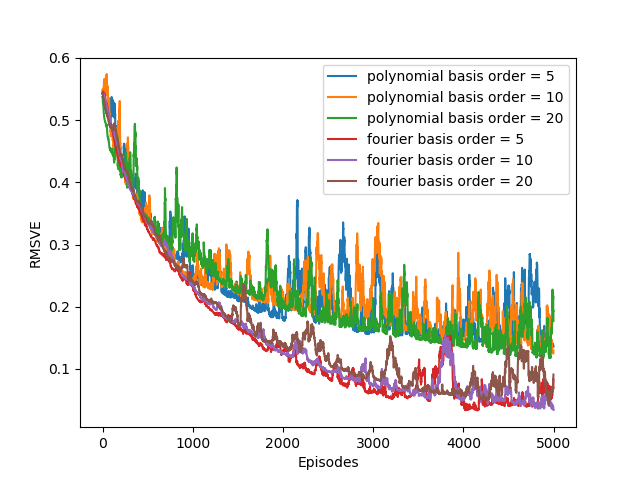 0.6
0.5
0.4
0.3
0.2
0.1
RMSVE
polynomial basis order = 5
polynomial basis order = 10
polynomial basis order = 20
fourier basis order = 5
fourier basis order = 10
fourier basis order = 20
0 1000 2000 3000 4000 5000
Episodes